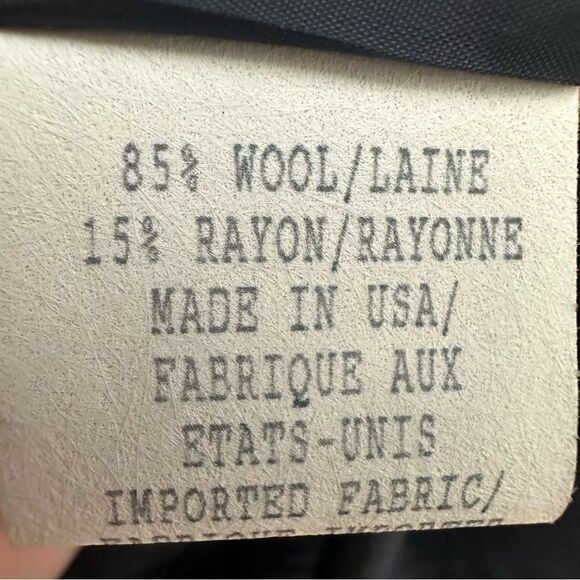 85% WOOL/LAINE
15% RAYON/RAYONNE
MADE IN USA/
FABRIQUE AUX
ETATS-UNIS
IMPORTED FABRIC/